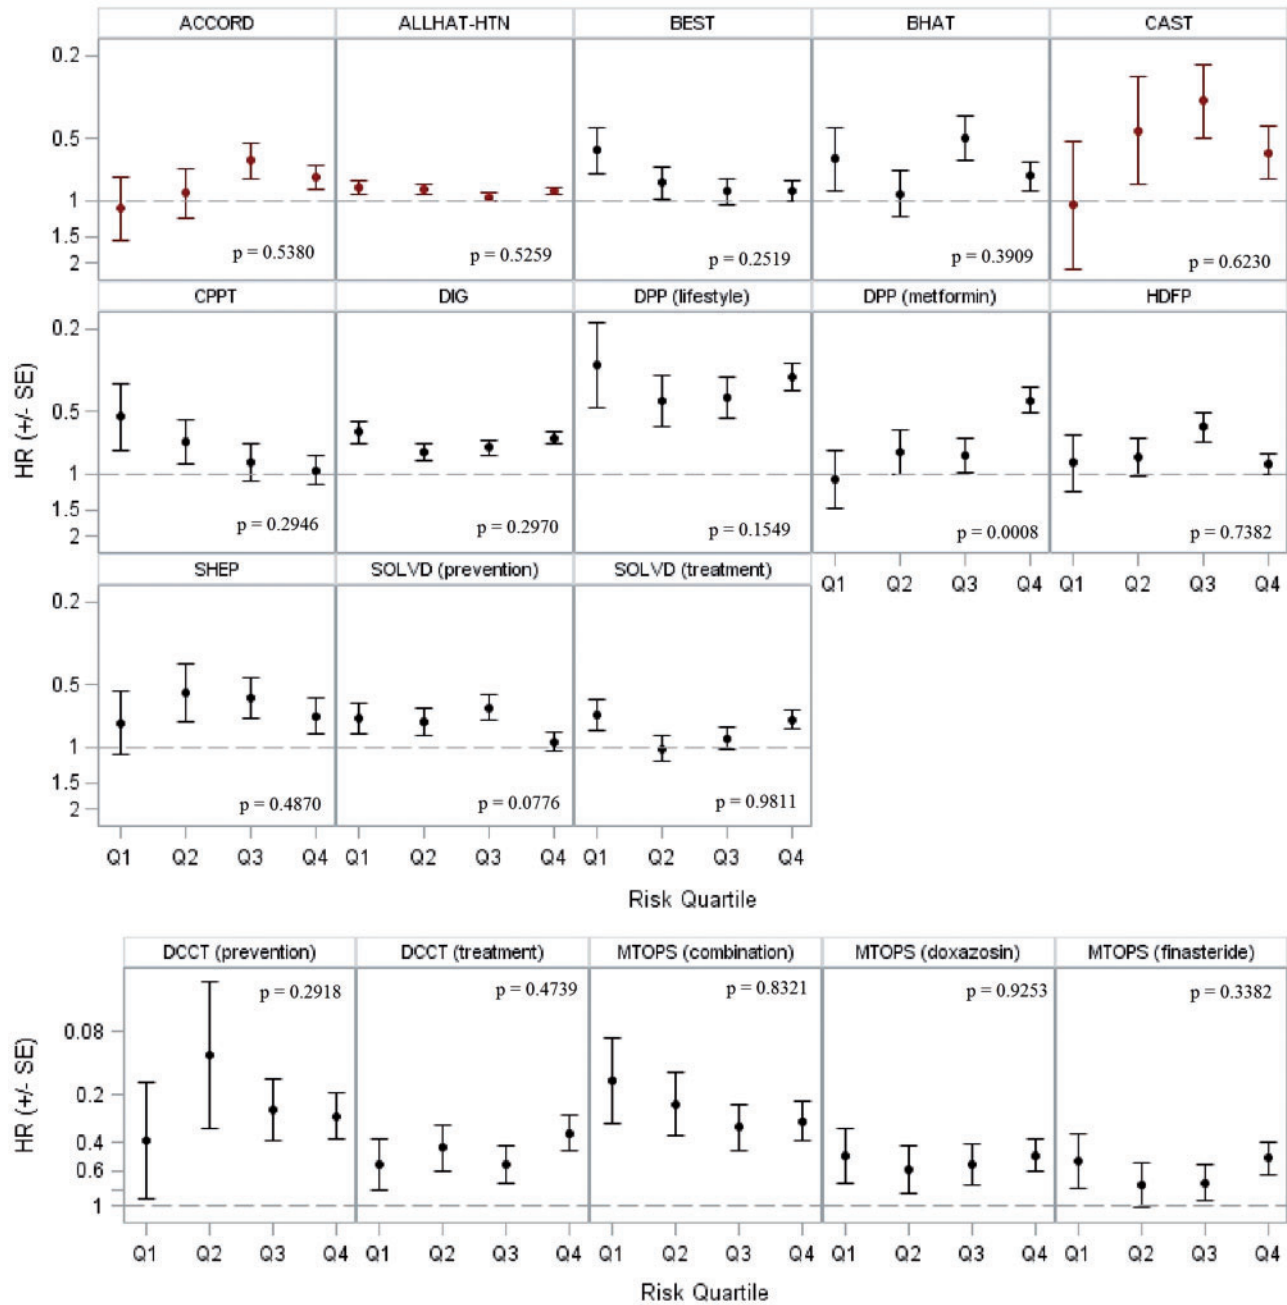 ACCORD ALLHAT-HTN BEST BHAT CAST
0.2
0.5
1
1.5
2
p = 0.5380 p = 0.5259 p = 0.2519 p = 0.3909 p = 0.6230
CPPT DIG DPP (lifestyle) DPP (metformin) HDFP
HR (+/- SE)
0.2
0.5
1
1.5
2
p = 0.2946 p = 0.2970 p = 0.1549 p = 0.0008 p = 0.7382
SHEP SOLVD (prevention) SOLVD (treatment)
Q1 Q2 Q3 Q4 Q1 Q2 Q3 Q4
0.2
0.5
1
1.5
2
p = 0.4870 p = 0.0776 p = 0.9811
Q1 Q2 Q3 Q4 Q1 Q2 Q3 Q4 Q1 Q2 Q3 Q4
Risk Quartile
DCCT (prevention) DCCT (treatment) MTOPS (combination) MTOPS (doxazosin) MTOPS (finasteride)
p = 0.2918 p = 0.4739 p = 0.8321 p = 0.9253 p = 0.3382
HR (+/- SE)
0.08
0.2
0.4
0.6
1
Q1 Q2 Q3 Q4 Q1 Q2 Q3 Q4 Q1 Q2 Q3 Q4 Q1 Q2 Q3 Q4 Q1 Q2 Q3 Q4
Risk Quartile